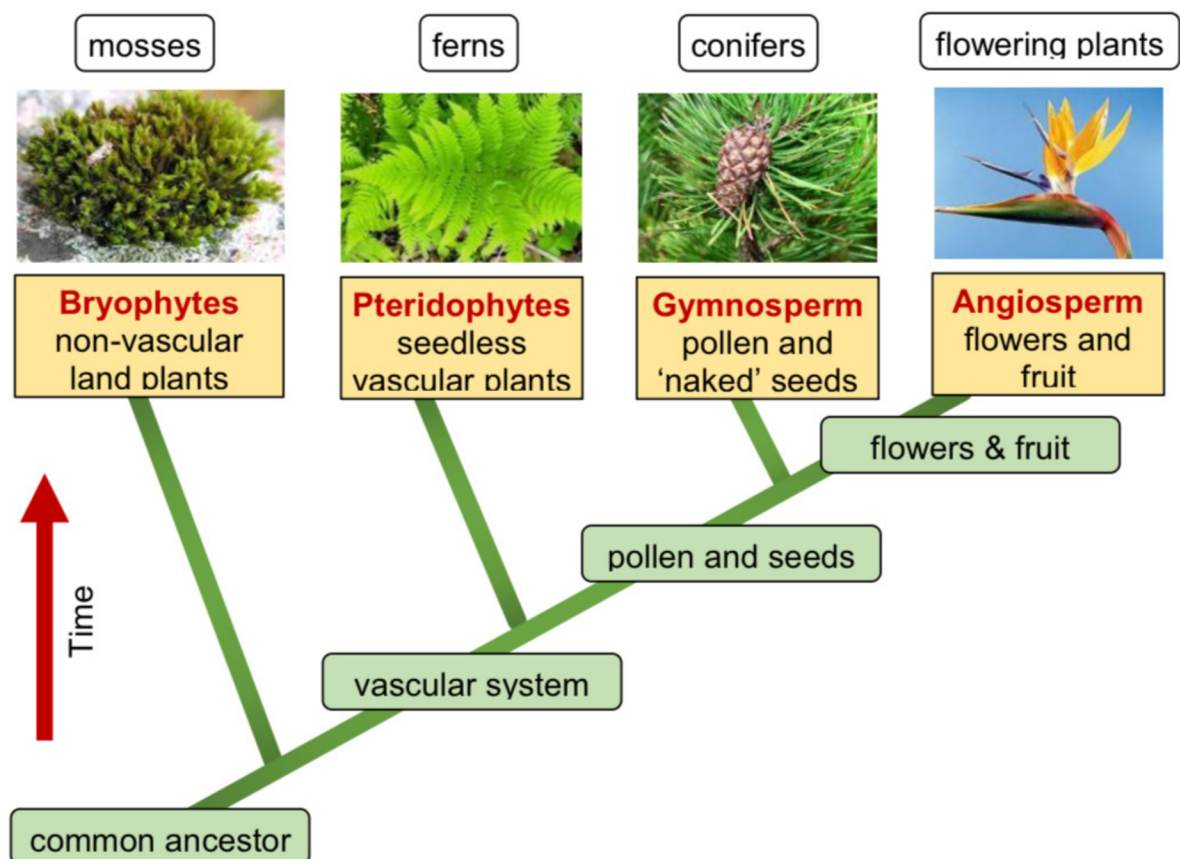 mosses
ferns
conifers
flowering plants
Bryophytes
non-vascular
land plants
Pteridophytes
seedless
vascular plants
Gymnosperm
pollen and
‘naked’ seeds
Angiosperm
flowers and
fruit
flowers & fruit
pollen and seeds
Time
vascular system
common ancestor